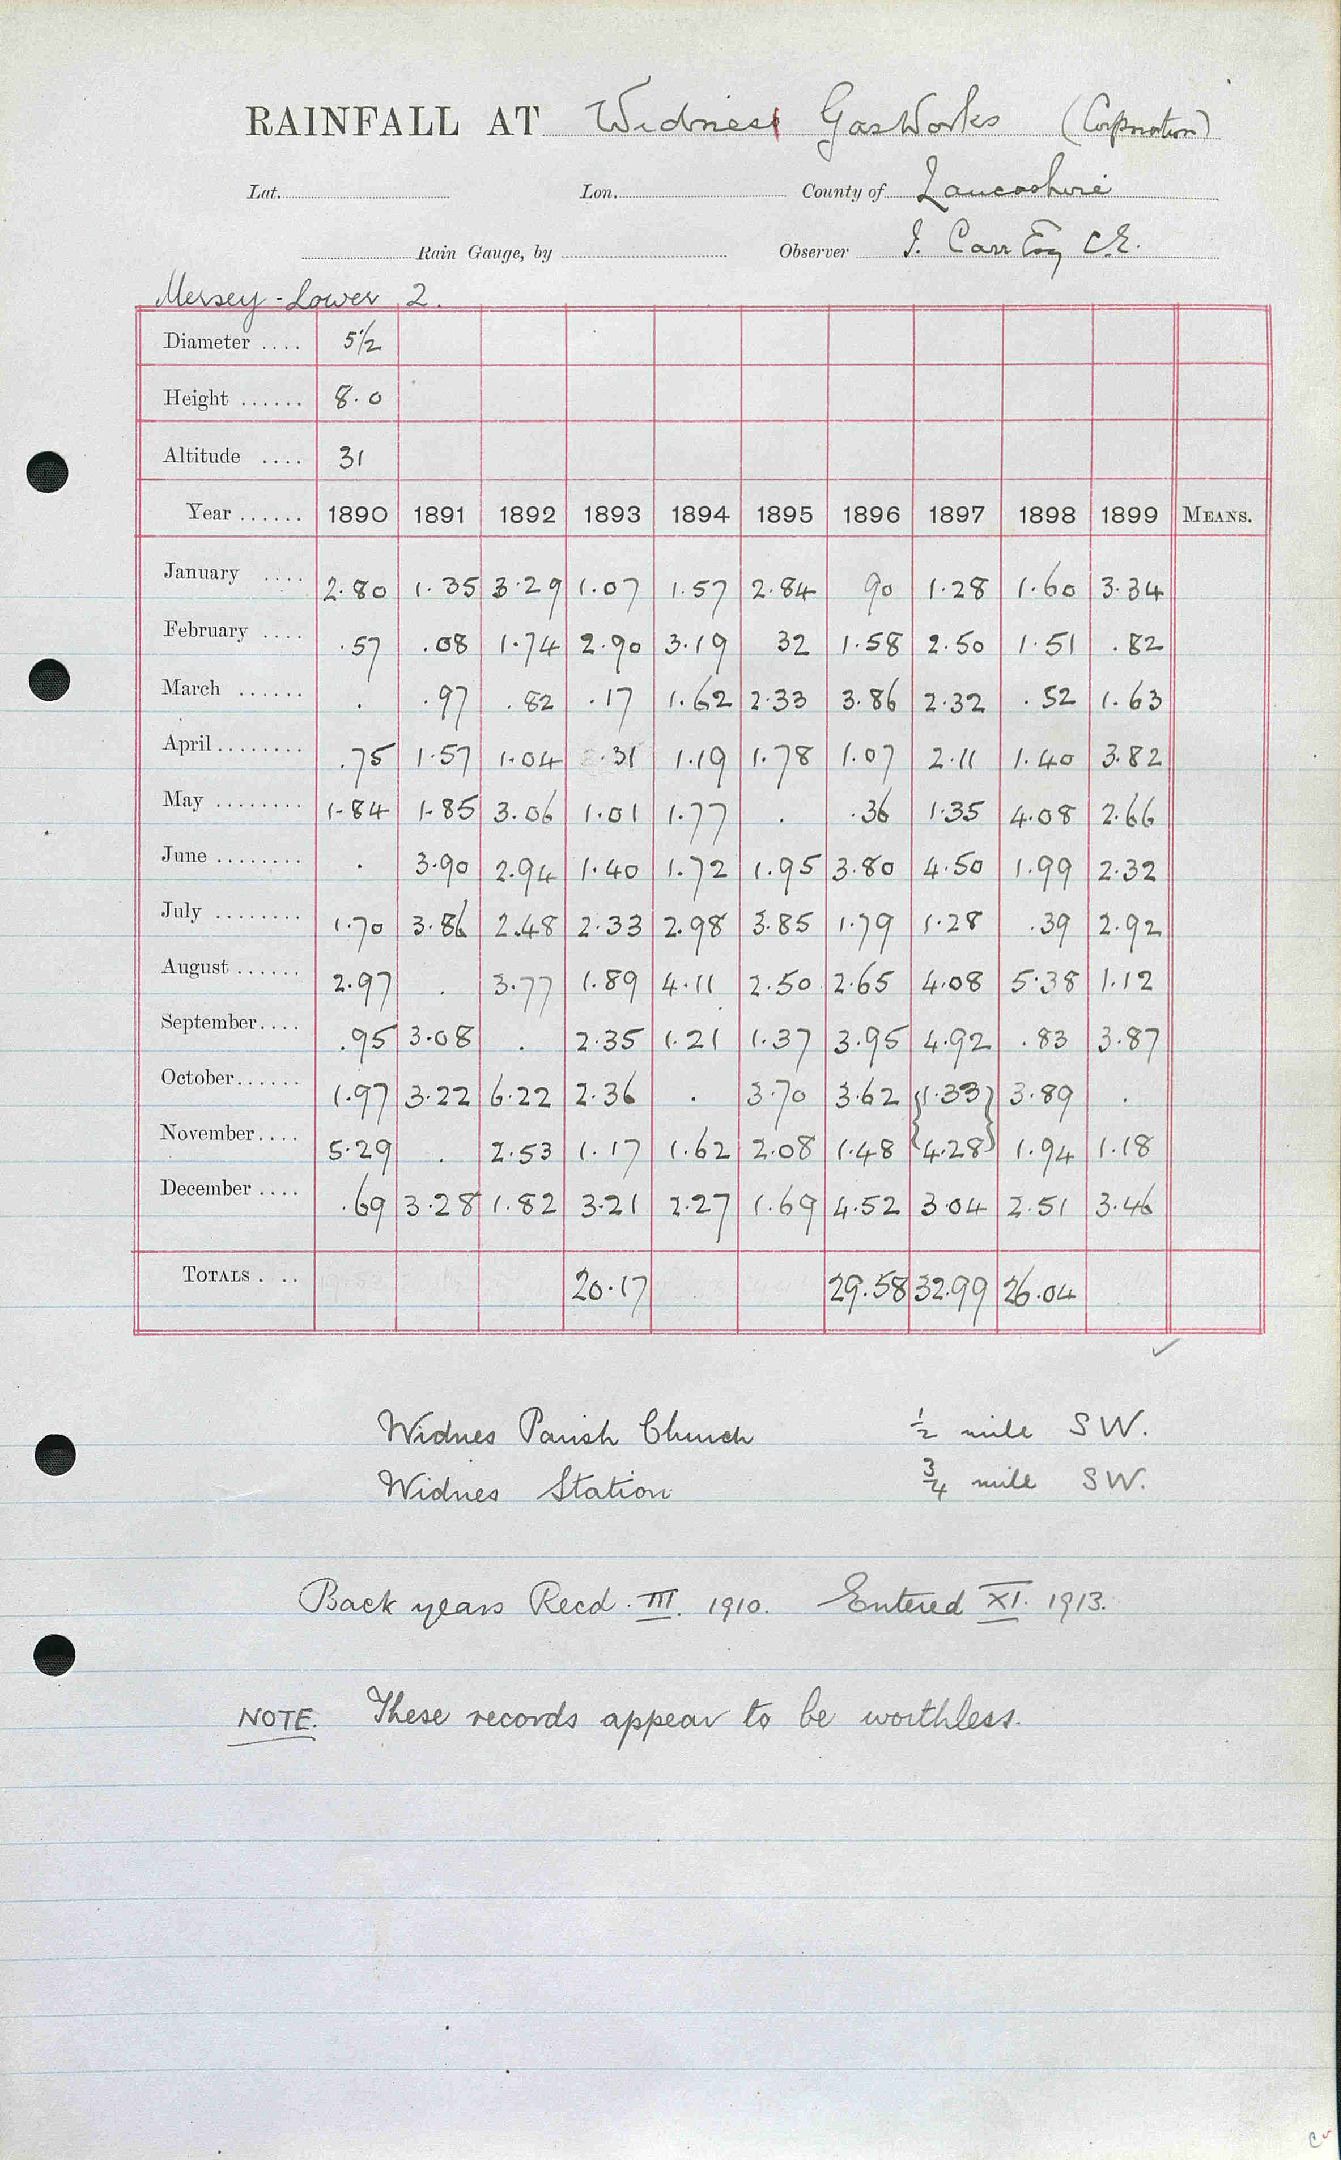 RAINFALL AT Widnes GasWorks (Corporation)
Lat. Lon. County of Lancashire
Rain Gauge, by Observer I. Carr Esq C.E.
Mersey - Lower 2.
Diameter .... 5 1/2
Height ...... 8.0
Altitude .... 31
Year ...... 1890 1891 1892 1893 1894 1895 1896 1897 1898 1899 MEANS.
January .... 2.80 1.35 3.29 1.07 1.57 2.84 90 1.28 1.60 3.34
February .... .57 .08 1.74 2.90 3.19 32 1.58 2.50 1.51 .82
March ...... . .97 .82 .17 1.62 2.33 3.86 2.32 .52 1.63
April ........ .75 1.57 1.04 .31 1.19 1.78 1.07 2.11 1.40 3.82
May ........ 1.84 1.85 3.06 1.01 1.77 . .36 1.35 4.08 2.66
June ........ . 3.90 2.94 1.40 1.72 1.95 3.80 4.50 1.99 2.32
July ........ 1.70 3.86 2.48 2.33 2.98 3.85 1.79 1.28 .39 2.92
August ...... 2.97 . 3.77 1.89 4.11 2.50 2.65 4.08 5.38 1.12
September .... .95 3.08 . 2.35 1.21 1.37 3.95 4.92 .83 3.87
October ...... 1.97 3.22 6.22 2.36 . 3.70 3.62 {1.33} 3.89 .
November .... 5.29 . 2.53 1.17 1.62 2.08 1.48 {4.28} 1.94 1.18
December .... .69 3.28 1.82 3.21 2.27 1.69 4.52 3.04 2.51 3.46
TOTALS . .. 20.17 29.58 32.99 26.04
Widnes Parish Church ½ mile SW.
Widnes Station ¾ mile SW.
Back years Recd. III. 1910. Entered XI. 1913.
NOTE. These records appear to be worthless.